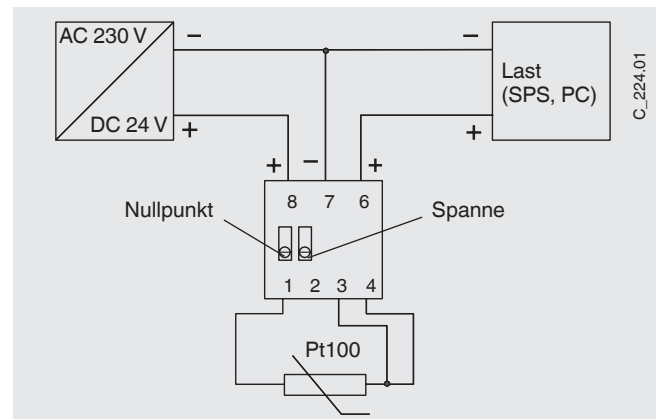 AC 230 V
−
−
DC 24 V
+
Last
(SPS, PC)
+
C_224.01
+
−
+
8 7 6
Nullpunkt
Spanne
1 2 3 4
Pt100